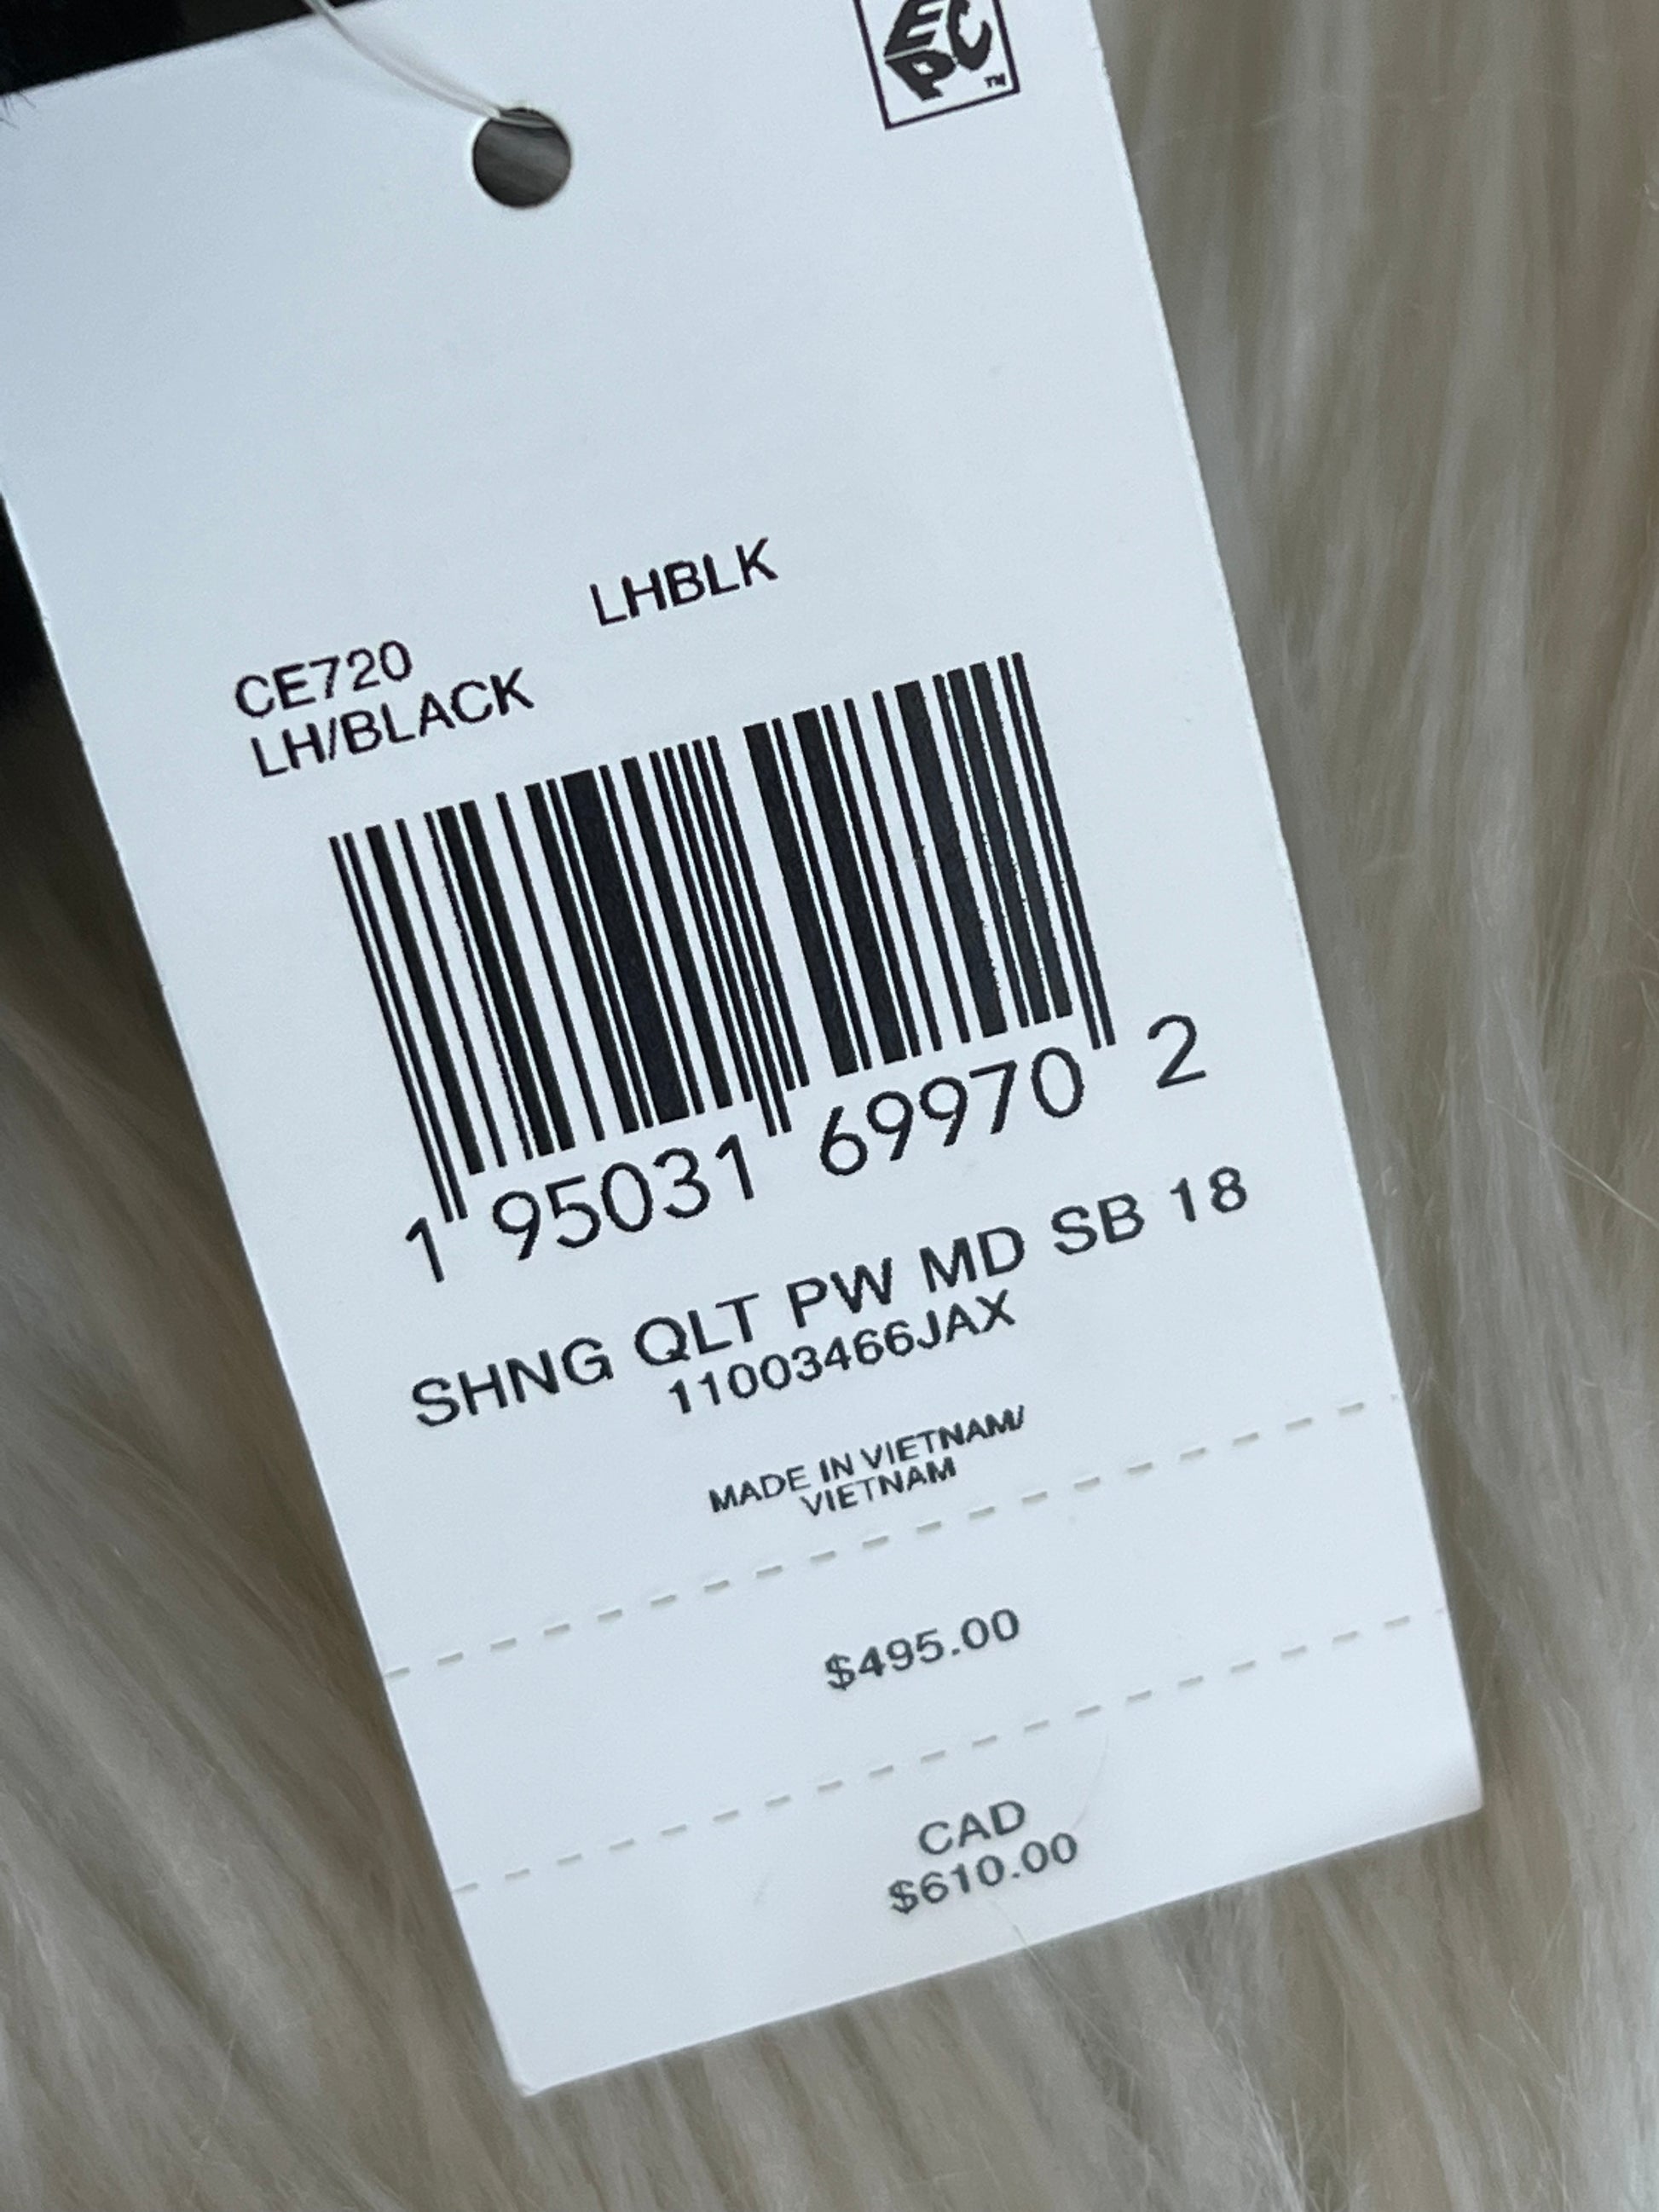 EPC™
LHBLK
CE720
LH/BLACK
1 95031 69970 2
SHNG QLT PW MD SB 18
11003466JAX
MADE IN VIETNAM/
VIETNAM
$495.00
CAD
$610.00